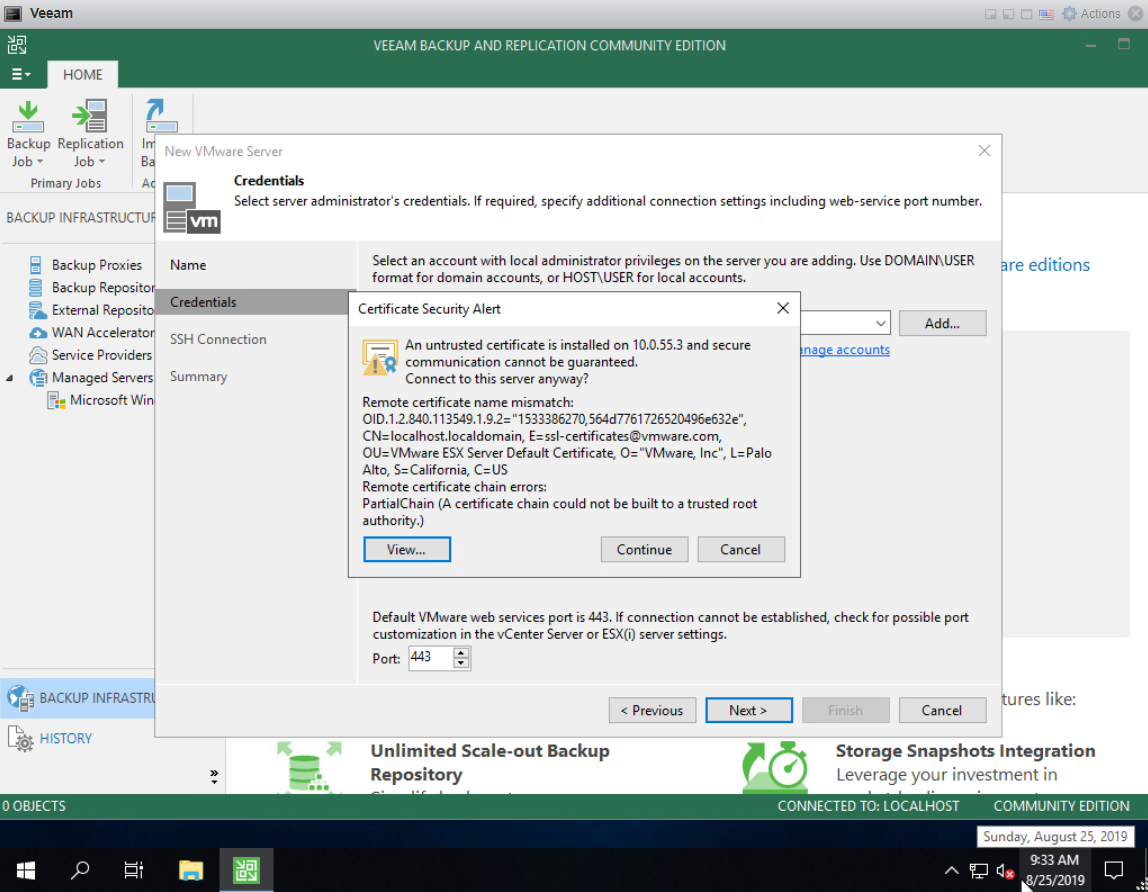 Veeam
Actions
VEEAM BACKUP AND REPLICATION COMMUNITY EDITION
HOME
Backup Job
Replication Job
Primary Jobs
BACKUP INFRASTRUCTUR
Backup Proxies
Backup Repositor
External Reposito
WAN Accelerator
Service Providers
Managed Servers
Microsoft Win
New VMware Server
Credentials
Select server administrator's credentials. If required, specify additional connection settings including web-service port number.
vm
Name
Credentials
SSH Connection
Summary
Select an account with local administrator privileges on the server you are adding. Use DOMAIN\USER
format for domain accounts, or HOST\USER for local accounts.
Add...
anage accounts
are editions
Certificate Security Alert
An untrusted certificate is installed on 10.0.55.3 and secure
communication cannot be guaranteed.
Connect to this server anyway?
Remote certificate name mismatch:
OID.1.2.840.113549.1.9.2="1533386270,564d7761726520496e632e",
CN=localhost.localdomain, E=ssl-certificates@vmware.com,
OU=VMware ESX Server Default Certificate, O="VMware, Inc", L=Palo
Alto, S=California, C=US
Remote certificate chain errors:
PartialChain (A certificate chain could not be built to a trusted root
authority.)
View...
Continue
Cancel
Default VMware web services port is 443. If connection cannot be established, check for possible port
customization in the vCenter Server or ESX(i) server settings.
Port: 443
< Previous
Next >
Finish
Cancel
BACKUP INFRASTRU
HISTORY
tures like:
Unlimited Scale-out Backup
Repository
Storage Snapshots Integration
Leverage your investment in
0 OBJECTS
CONNECTED TO: LOCALHOST
COMMUNITY EDITION
Sunday, August 25, 2019
9:33 AM
8/25/2019